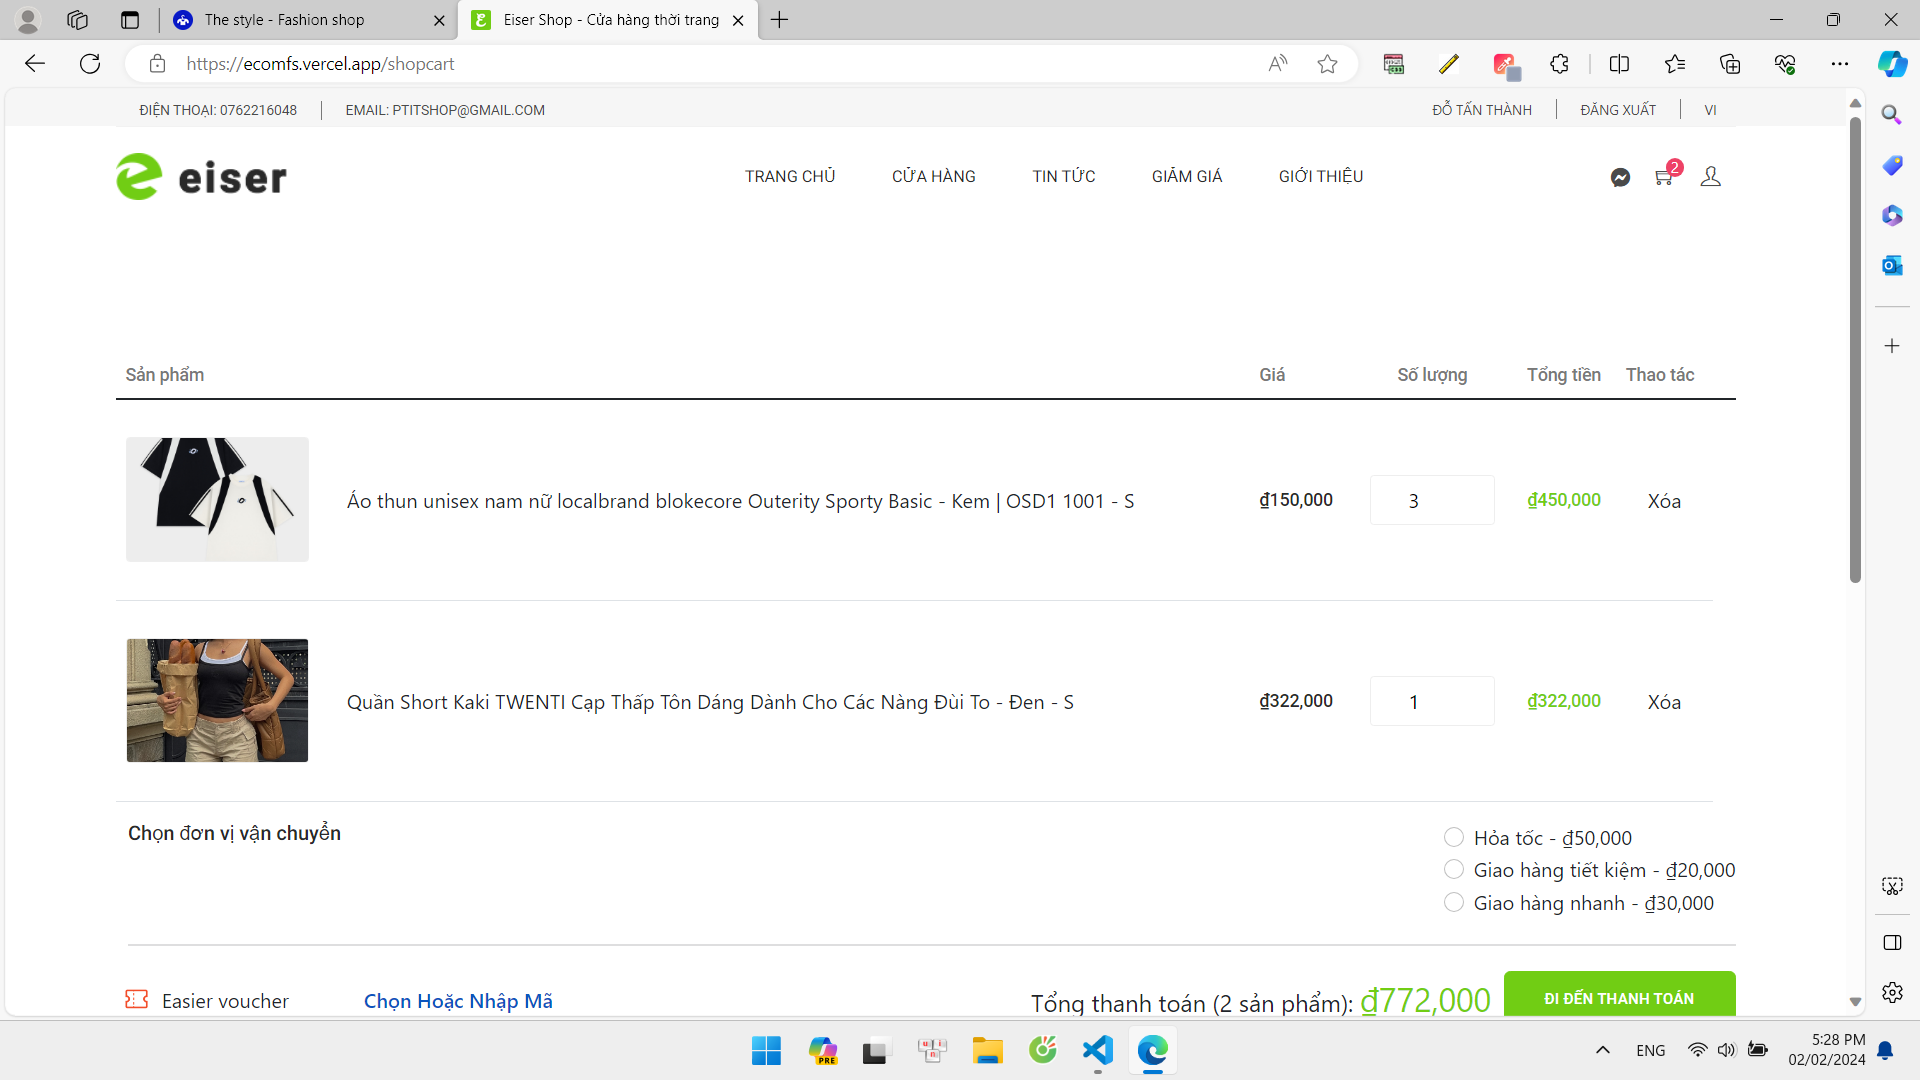 The style - Fashion shop
Eiser Shop - Cửa hàng thời trang
https://ecomfs.vercel.app/shopcart
ĐIỆN THOẠI: 0762216048
EMAIL: PTITSHOP@GMAIL.COM
ĐỖ TẤN THÀNH
ĐĂNG XUẤT
VI
eiser
TRANG CHỦ
CỬA HÀNG
TIN TỨC
GIẢM GIÁ
GIỚI THIỆU
2
Sản phẩm
Giá
Số lượng
Tổng tiền
Thao tác
Áo thun unisex nam nữ localbrand blokecore Outerity Sporty Basic - Kem | OSD1 1001 - S
₫150,000
3
₫450,000
Xóa
Quần Short Kaki TWENTI Cạp Thấp Tôn Dáng Dành Cho Các Nàng Đùi To - Đen - S
₫322,000
1
₫322,000
Xóa
Chọn đơn vị vận chuyển
Hỏa tốc - ₫50,000
Giao hàng tiết kiệm - ₫20,000
Giao hàng nhanh - ₫30,000
Easier voucher
Chọn Hoặc Nhập Mã
Tổng thanh toán (2 sản phẩm): ₫772,000
ĐI ĐẾN THANH TOÁN
PRE
ENG
5:28 PM
02/02/2024